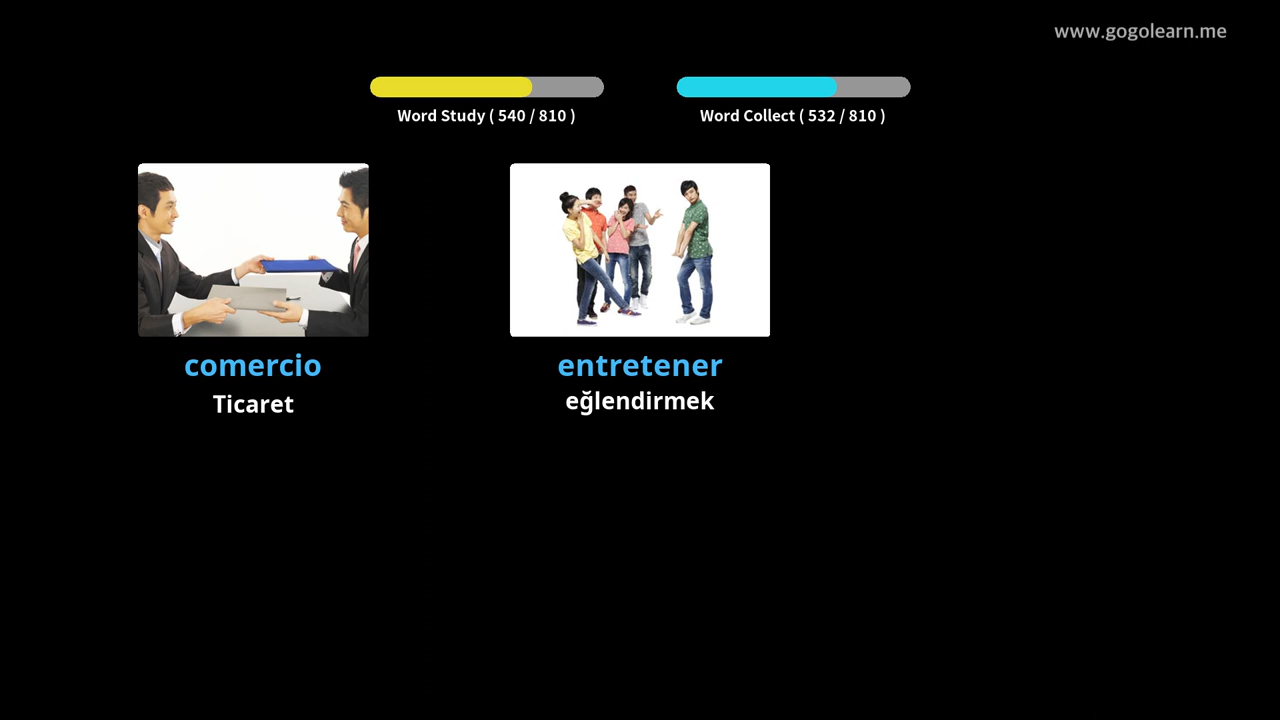 www.gogolearn.me
Word Study ( 540 / 810 )
Word Collect ( 532 / 810 )
comercio
Ticaret
entretener
eğlendirmek